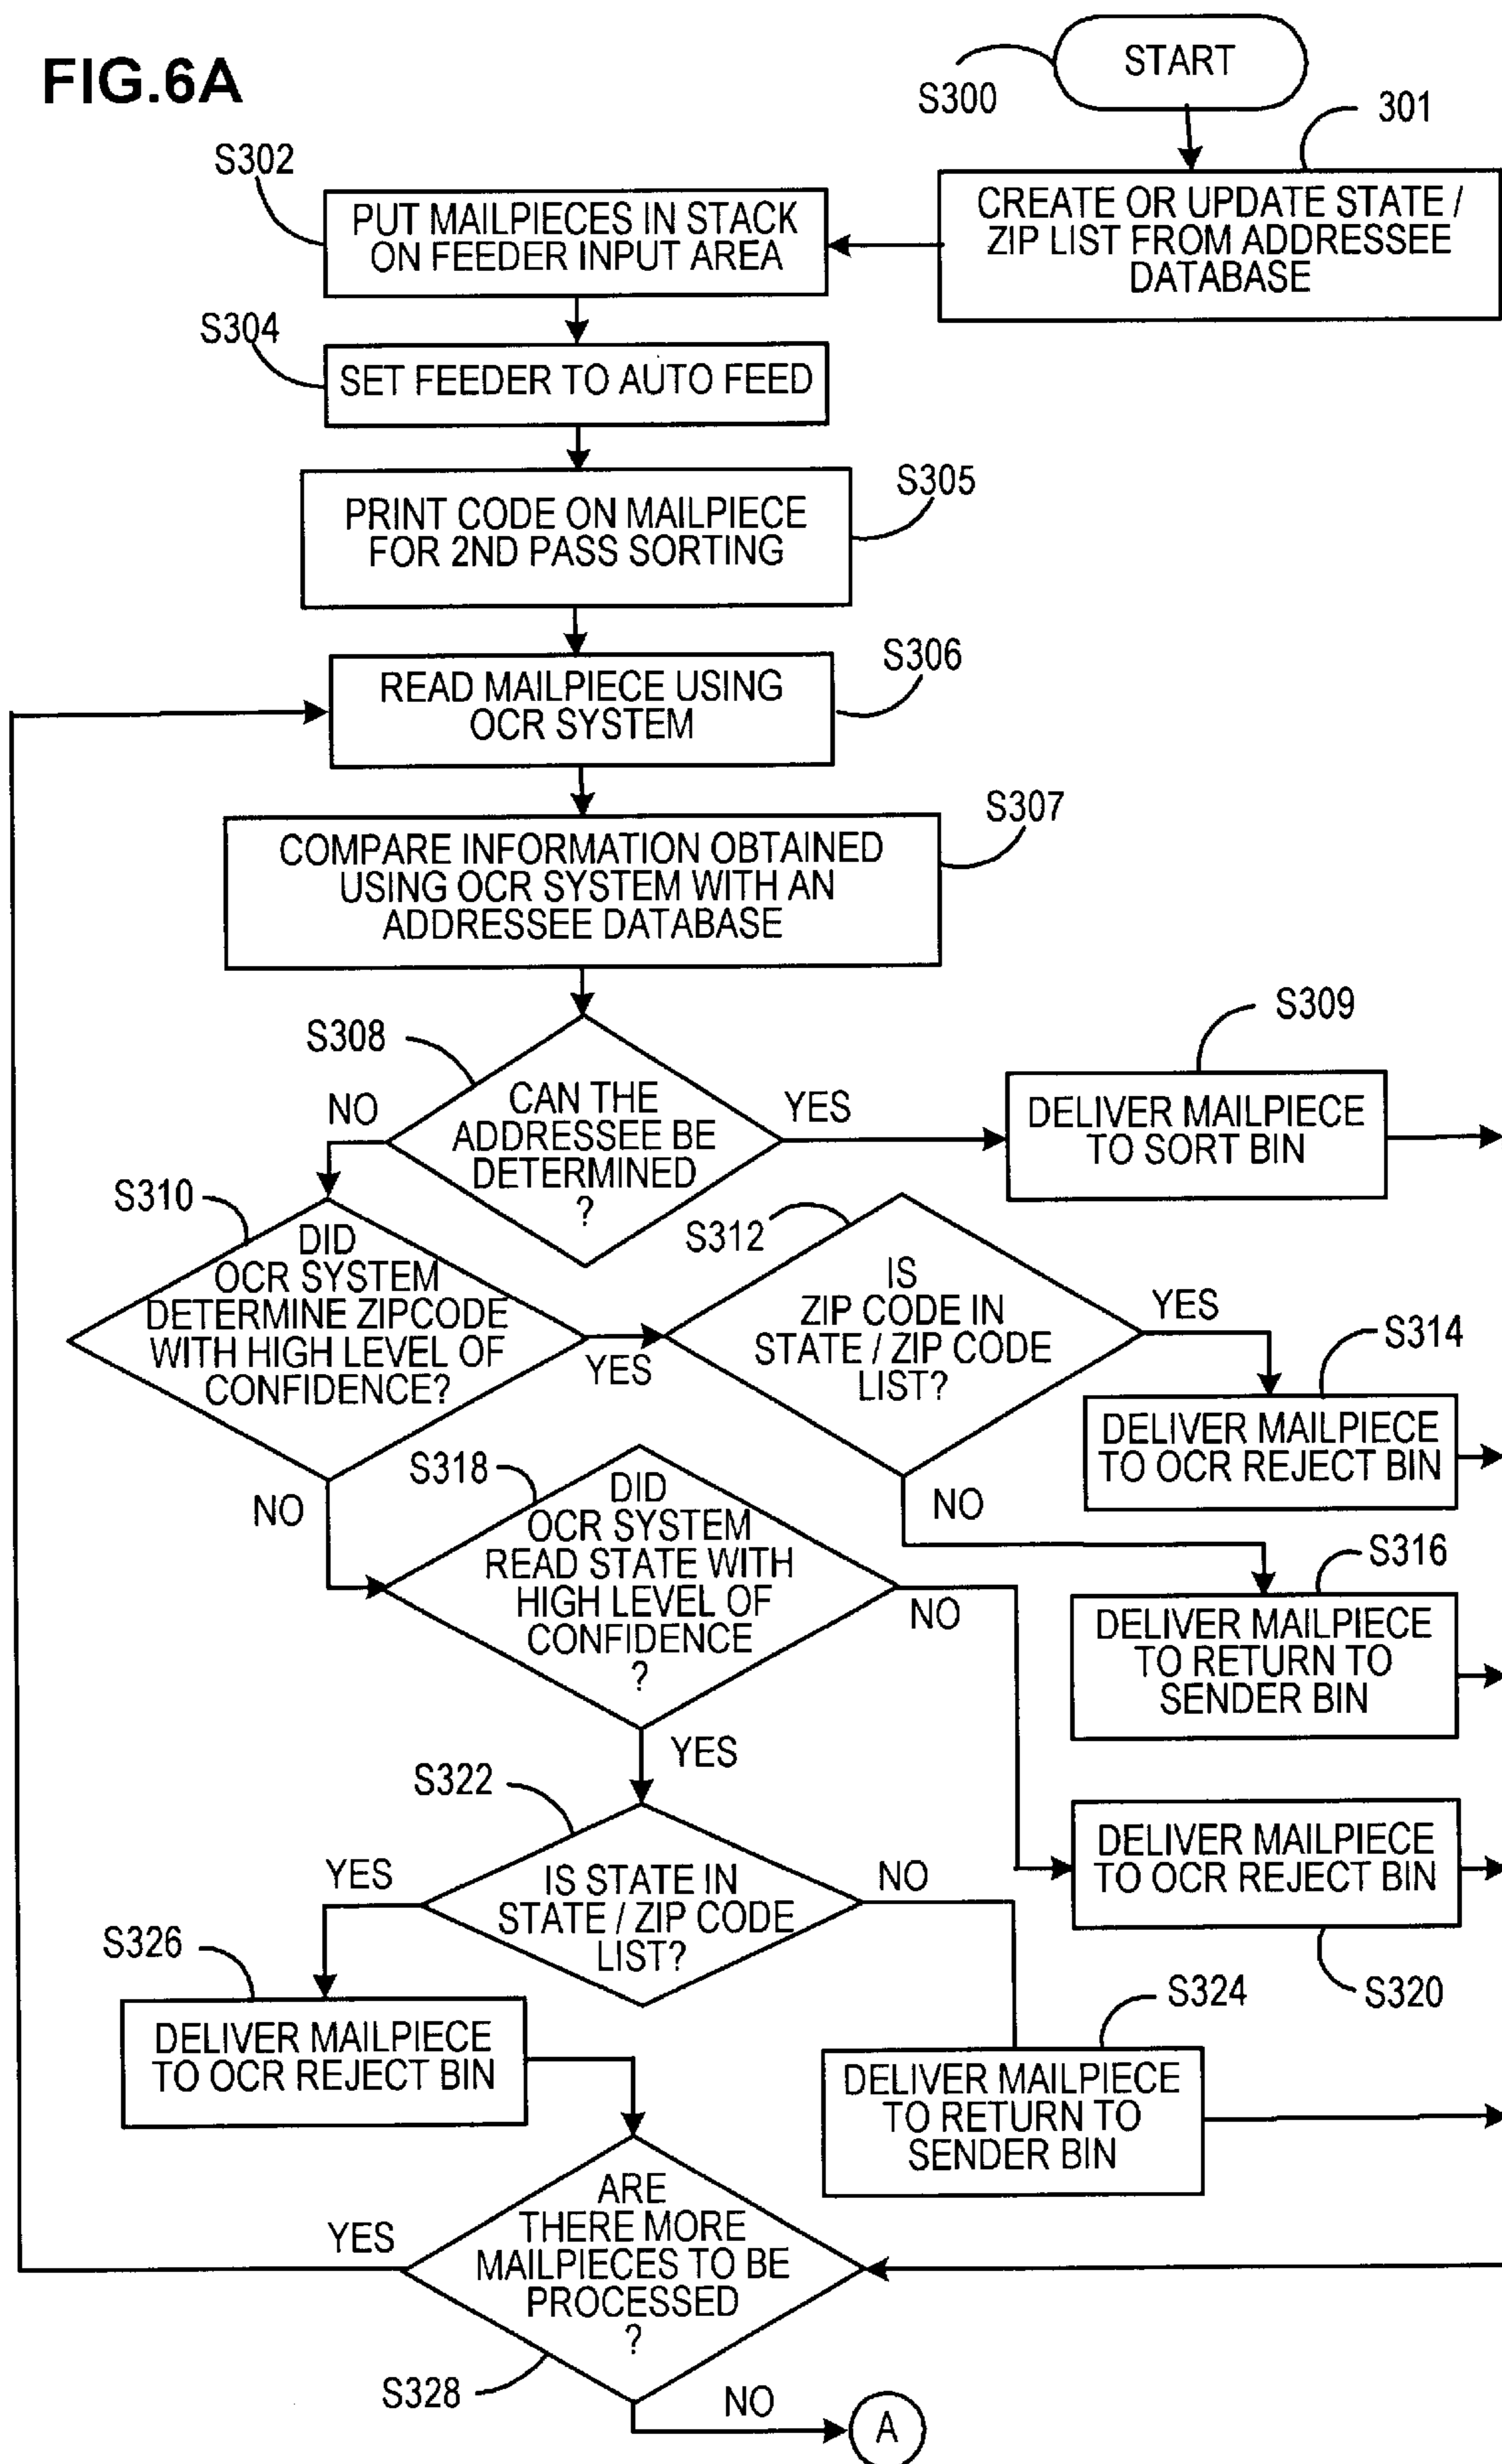 FIG.6A
START
S300
301
CREATE OR UPDATE STATE /
ZIP LIST FROM ADDRESSEE
DATABASE
S302
PUT MAILPIECES IN STACK
ON FEEDER INPUT AREA
S304
SET FEEDER TO AUTO FEED
S305
PRINT CODE ON MAILPIECE
FOR 2ND PASS SORTING
S306
READ MAILPIECE USING
OCR SYSTEM
S307
COMPARE INFORMATION OBTAINED
USING OCR SYSTEM WITH AN
ADDRESSEE DATABASE
S308
CAN THE
ADDRESSEE BE
DETERMINED
?
NO
YES
S309
DELIVER MAILPIECE
TO SORT BIN
S310
DID
OCR SYSTEM
DETERMINE ZIPCODE
WITH HIGH LEVEL OF
CONFIDENCE?
YES
NO
S312
IS
ZIP CODE IN
STATE / ZIP CODE
LIST?
YES
NO
S314
DELIVER MAILPIECE
TO OCR REJECT BIN
S316
DELIVER MAILPIECE
TO RETURN TO
SENDER BIN
S318
DID
OCR SYSTEM
READ STATE WITH
HIGH LEVEL OF
CONFIDENCE
?
NO
YES
DELIVER MAILPIECE
TO OCR REJECT BIN
S320
S322
IS STATE IN
STATE / ZIP CODE
LIST?
YES
NO
S324
DELIVER MAILPIECE
TO RETURN TO
SENDER BIN
S326
DELIVER MAILPIECE
TO OCR REJECT BIN
ARE
THERE MORE
MAILPIECES TO BE
PROCESSED
?
YES
S328
NO
A